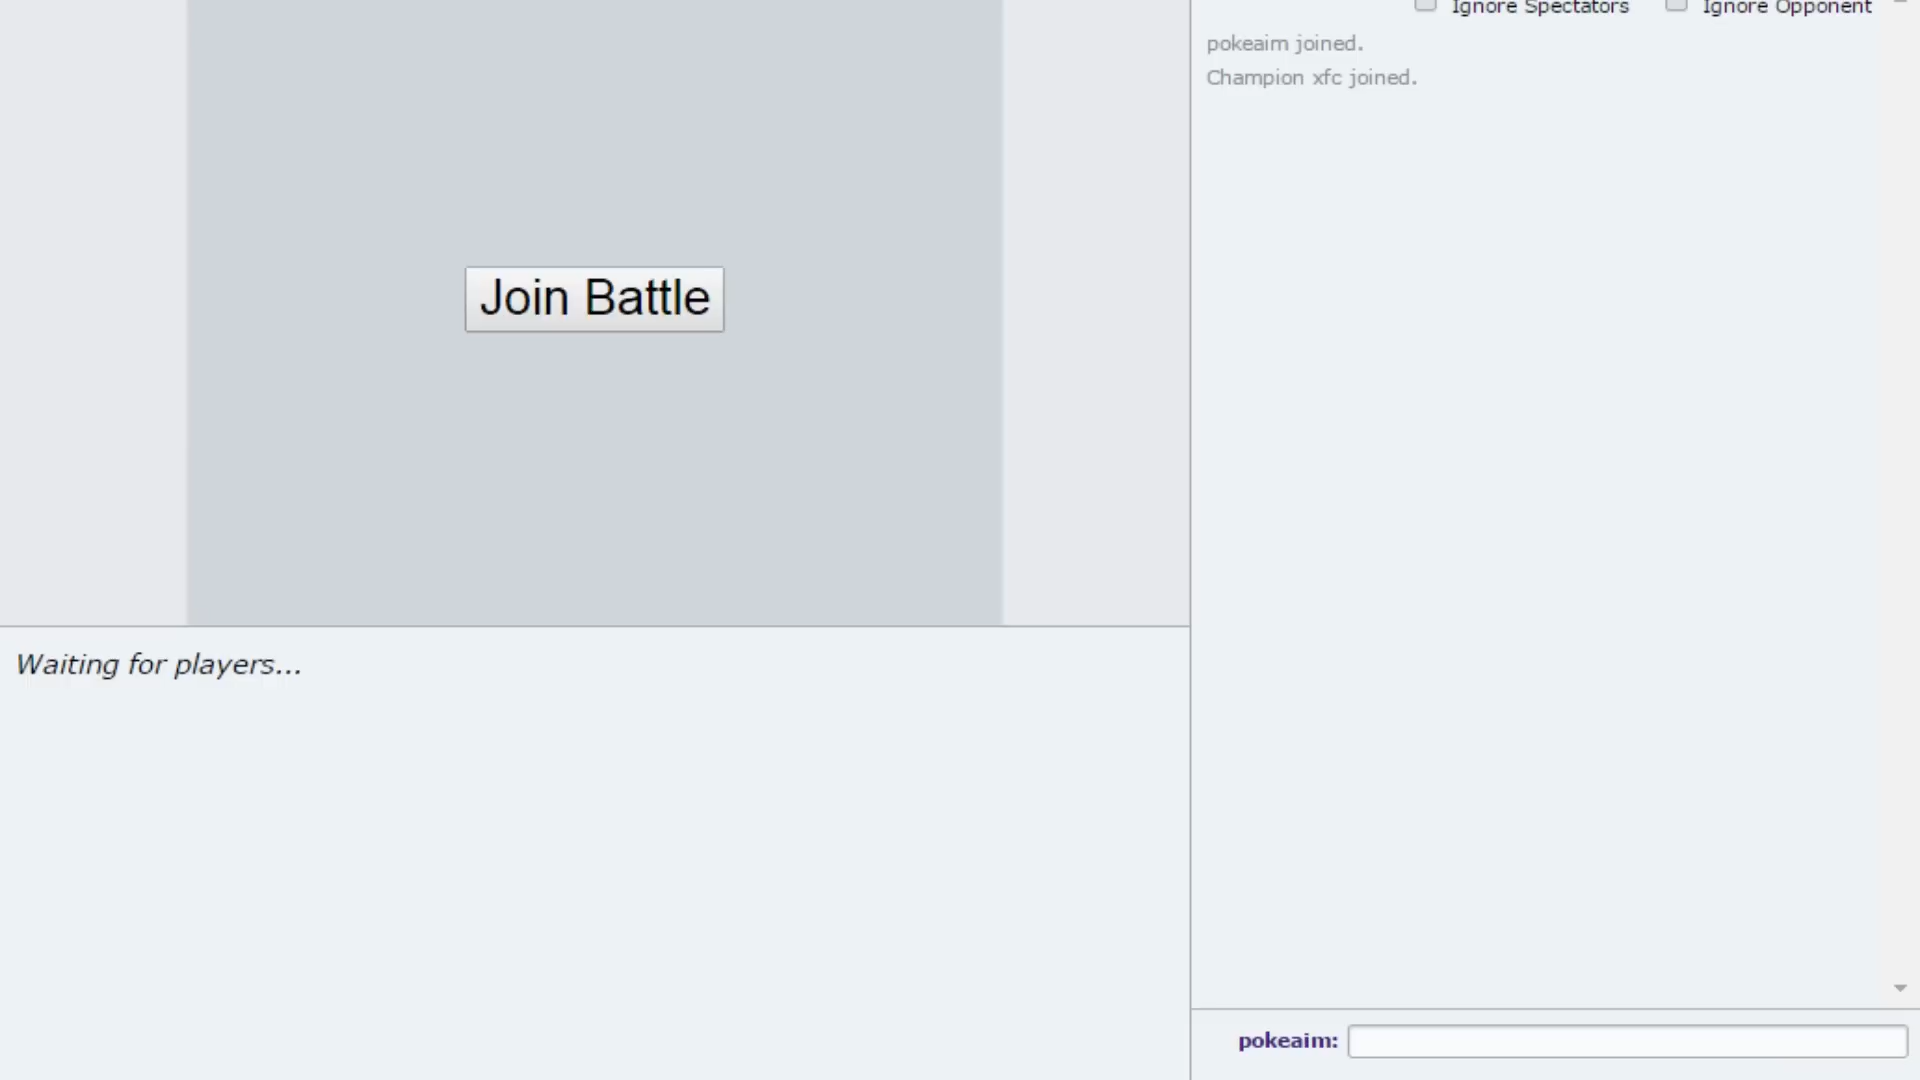 Ignore Spectators Ignore Opponent
pokeaim joined.
Champion xfc joined.
Join Battle
Waiting for players...
pokeaim: